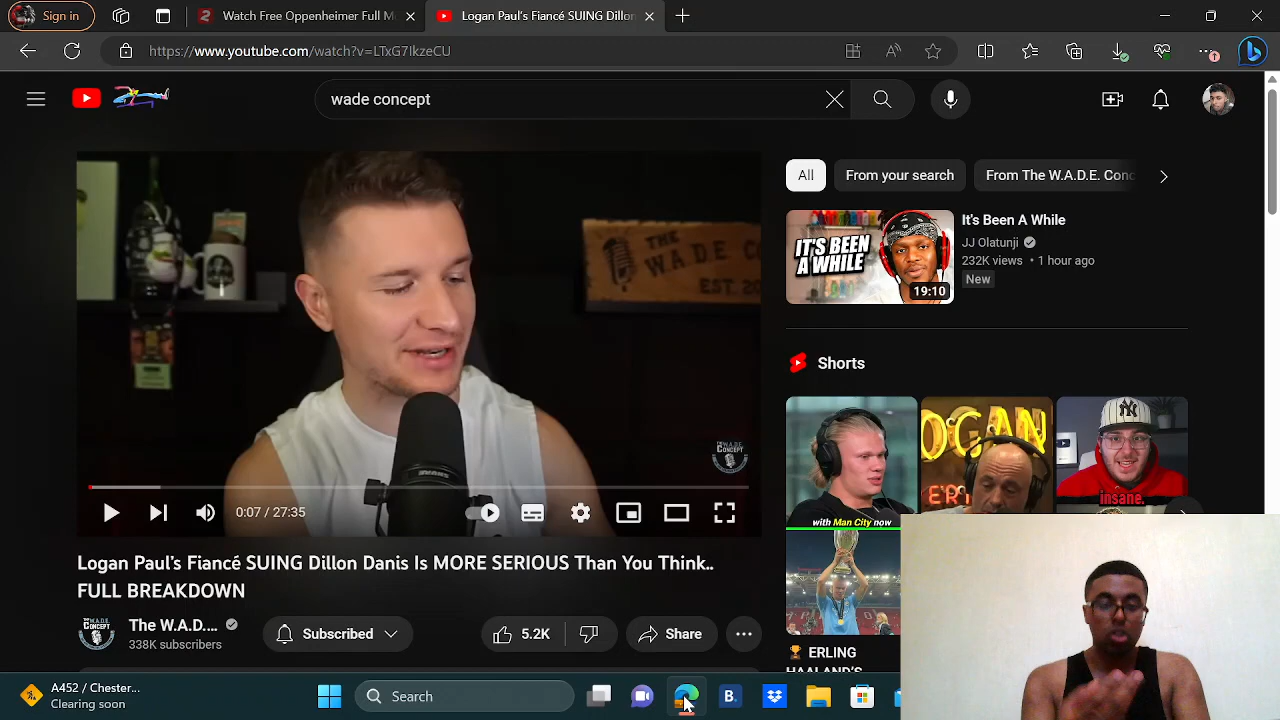 Sign in
Watch Free Oppenheimer Full M
Logan Paul's Fiancé SUING Dillon
https://www.youtube.com/watch?v=LTxG7IkzeCU
wade concept
THE
W.A.D.E. CO
EST. 20
All
From your search
From The W.A.D.E. Conc
IT'S BEEN
A WHILE
19:10
It's Been A While
JJ Olatunji
232K views • 1 hour ago
New
Shorts
with Man City now
insane.
ERLING
HAALAND'S
0:07 / 27:35
Logan Paul's Fiancé SUING Dillon Danis Is MORE SERIOUS Than You Think..
FULL BREAKDOWN
The W.A.D....
338K subscribers
Subscribed
5.2K
Share
A452 / Chester...
Clearing soon
Search
B.